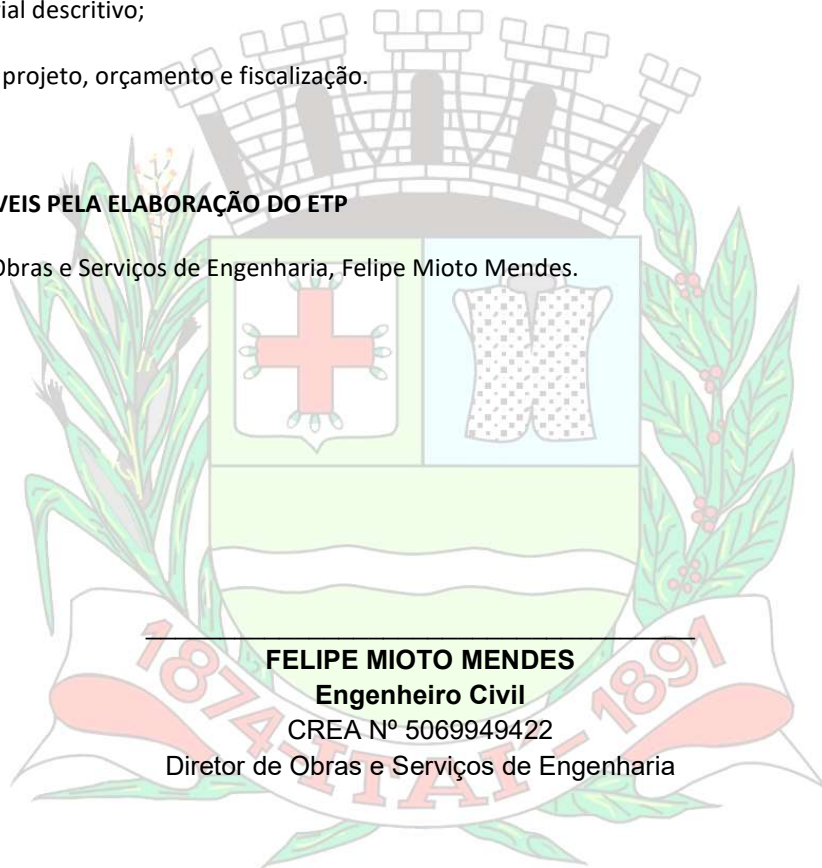 ial descritivo;
projeto, orçamento e fiscalização.
VEIS PELA ELABORAÇÃO DO ETP
Obras e Serviços de Engenharia, Felipe Mioto Mendes.
FELIPE MIOTO MENDES
Engenheiro Civil
CREA Nº 5069949422
Diretor de Obras e Serviços de Engenharia
1874-ITAÍ-1891